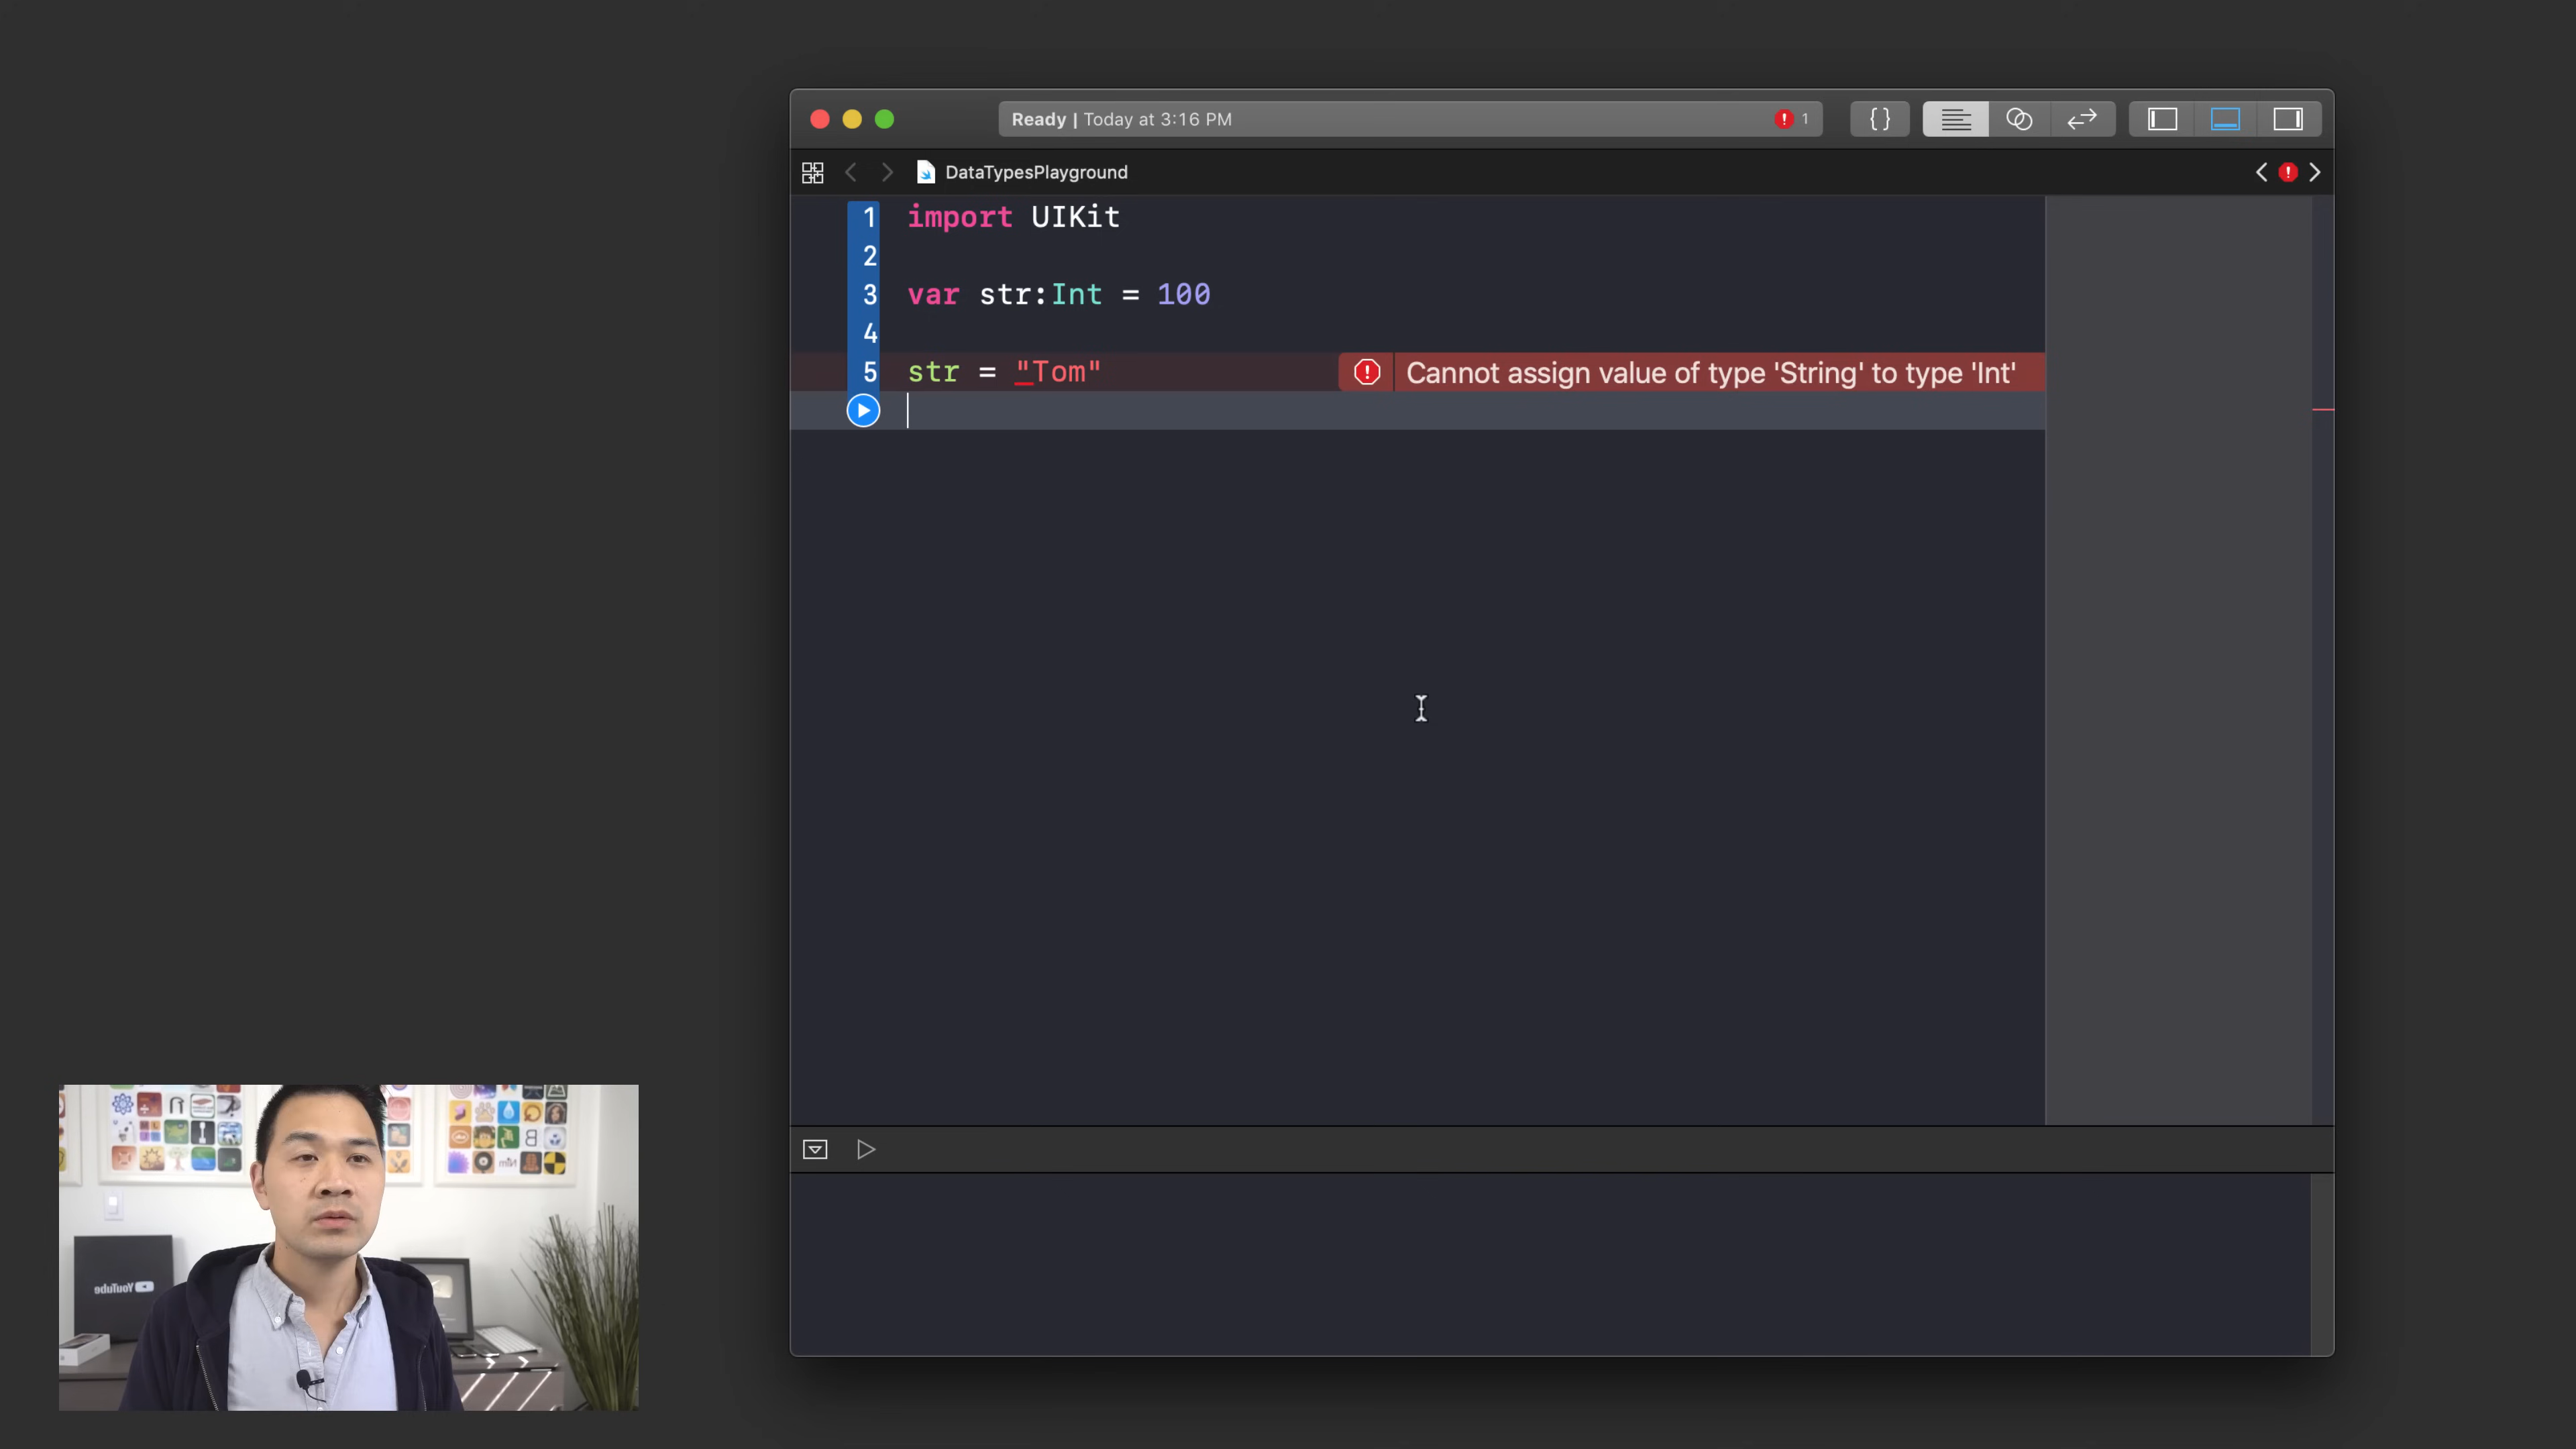 Ready | Today at 3:16 PM
1
{}
DataTypesPlayground
1 import UIKit
2
3 var str:Int = 100
4
5 str = "Tom"
Cannot assign value of type 'String' to type 'Int'
YouTube